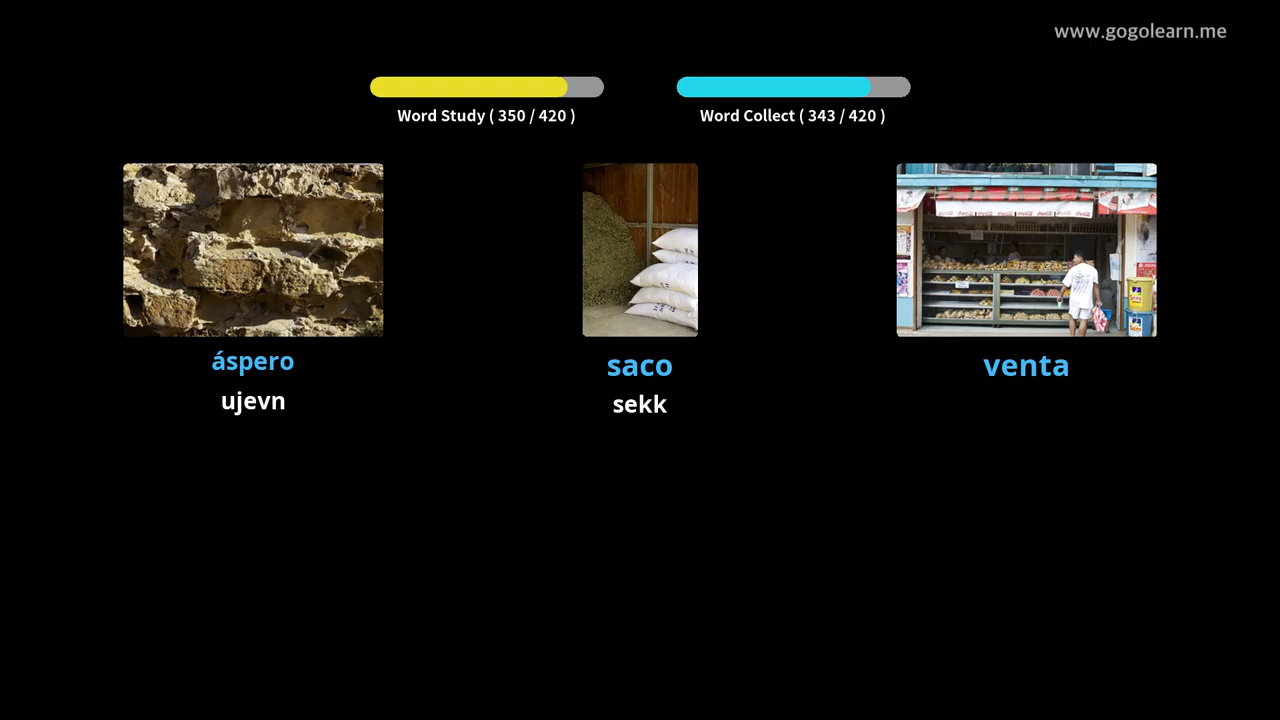 www.gogolearn.me
Word Study ( 350 / 420 )
Word Collect ( 343 / 420 )
áspero
ujevn
saco
sekk
venta